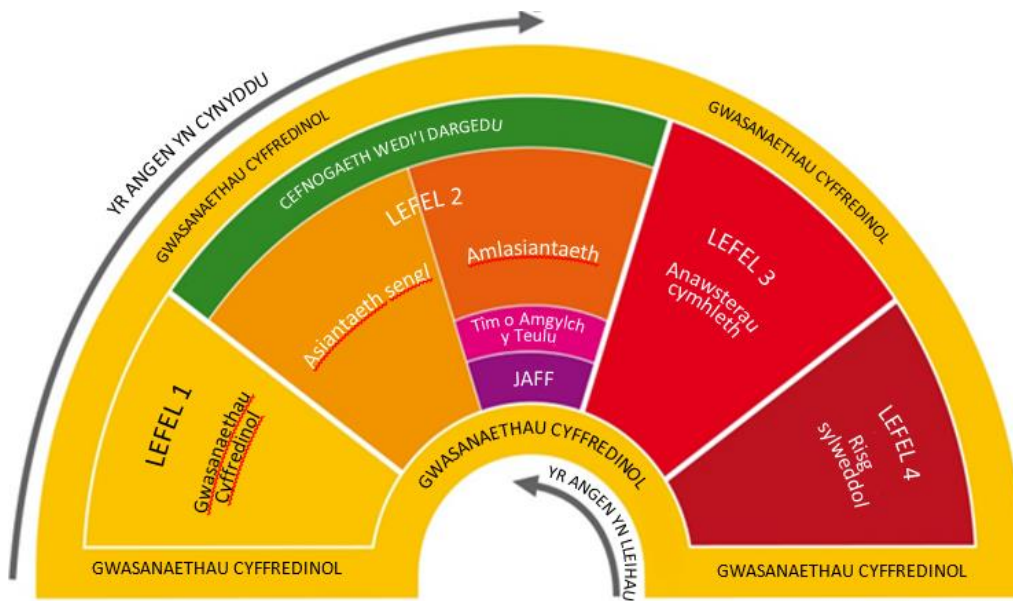 YR ANGEN YN CYNYDDU
GWASANAETHAU CYFFREDINOL
GWASANAETHAU CYFFREDINOL
CEFNOGAETH WEDI'I DARGEDU
LEFEL 2
Asiantaeth sengl
Amlasiantaeth
Tîm o Amgylch
y Teulu
JAFF
LEFEL 1
Gwasanaethau
Cyffredinol
LEFEL 3
Anawsterau
cymhleth
LEFEL 4
Risg
sylweddol
GWASANAETHAU CYFFREDINOL
YR ANGEN YN LLEIHAU
GWASANAETHAU CYFFREDINOL
GWASANAETHAU CYFFREDINOL